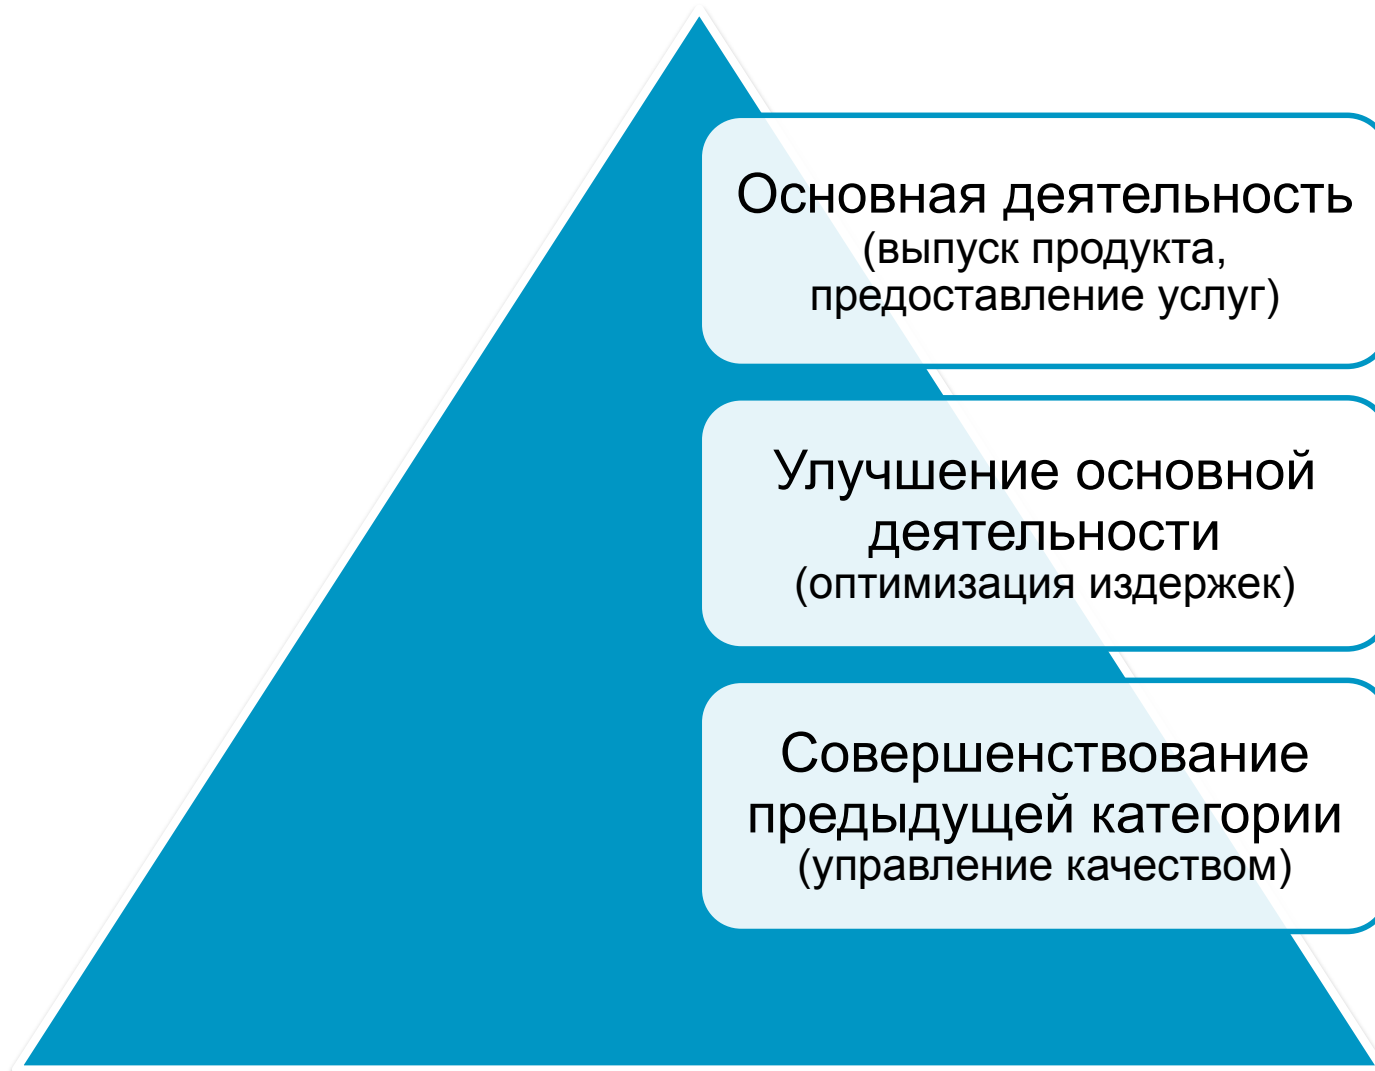 Основная деятельность
(выпуск продукта,
предоставление услуг)
Улучшение основной
деятельности
(оптимизация издержек)
Совершенствование
предыдущей категории
(управление качеством)